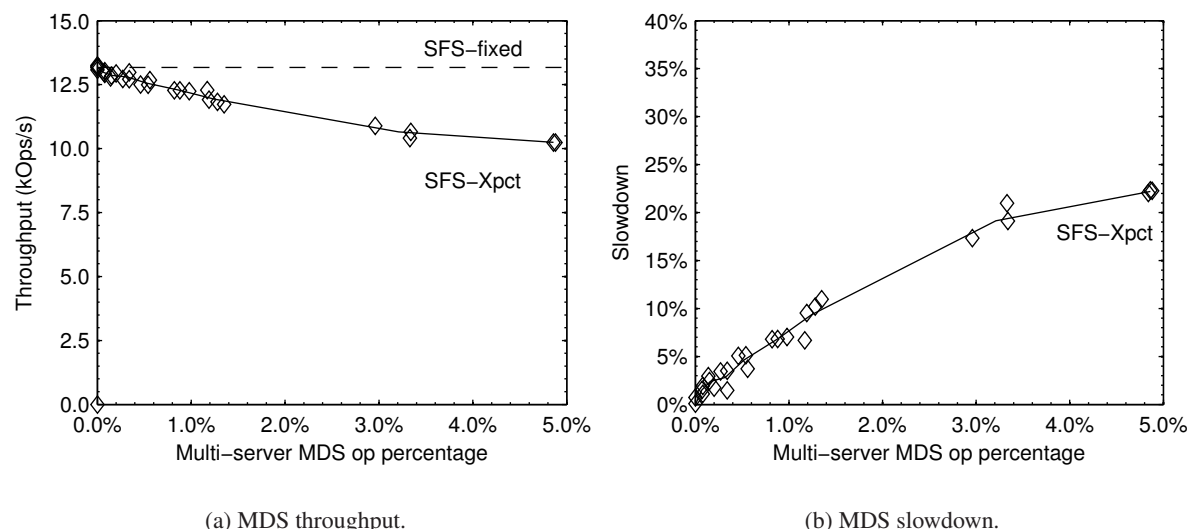 15.0
12.5
10.0
7.5
5.0
2.5
0.0
Throughput (kOps/s)
SFS−fixed
SFS−Xpct
0.0% 1.0% 2.0% 3.0% 4.0% 5.0%
Multi−server MDS op percentage
(a) MDS throughput.
40%
35%
30%
25%
20%
15%
10%
5%
0%
Slowdown
SFS−Xpct
0.0% 1.0% 2.0% 3.0% 4.0% 5.0%
Multi−server MDS op percentage
(b) MDS slowdown.